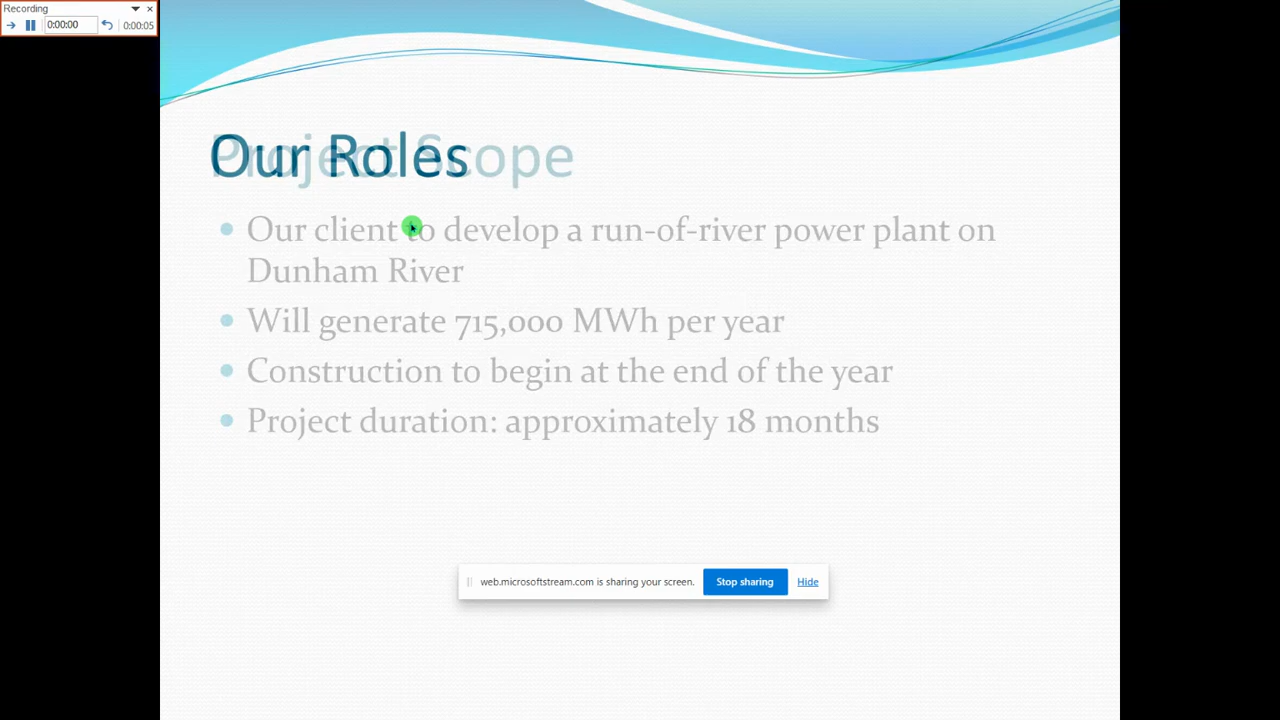 Recording
0:00:00
0:00:05
Our Roles
Project Scope
Our client to develop a run-of-river power plant on
Dunham River
Will generate 715,000 MWh per year
Construction to begin at the end of the year
Project duration: approximately 18 months
web.microsoftstream.com is sharing your screen.
Stop sharing
Hide